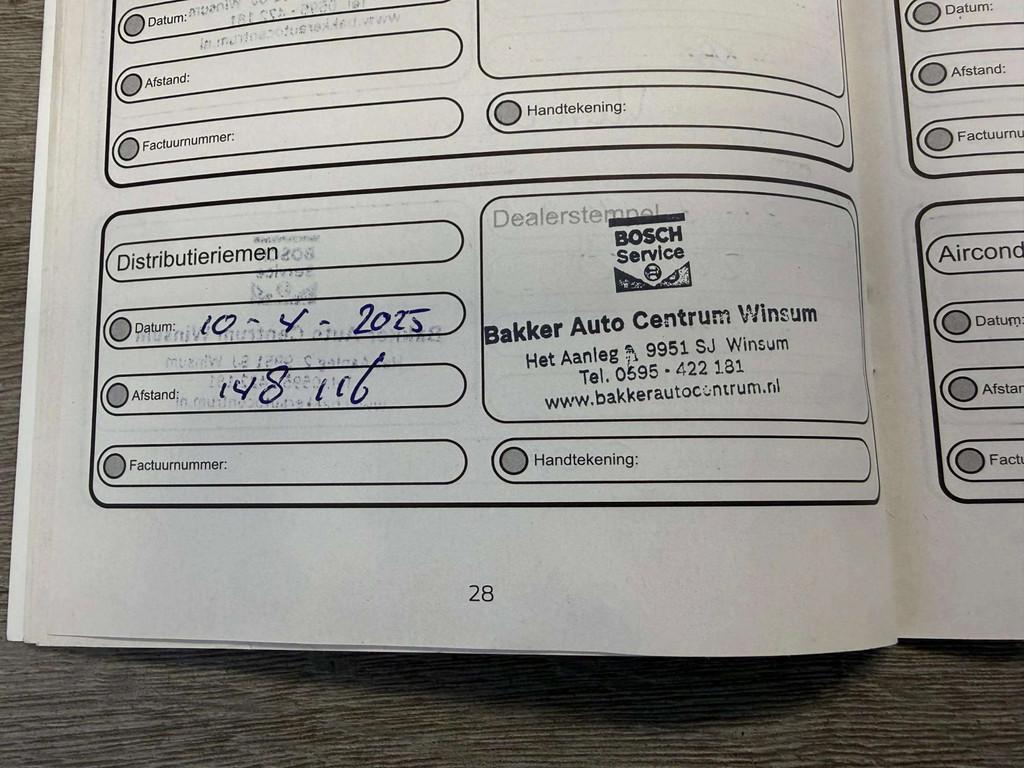 Datum:
Afstand:
Factuurnummer:
Handtekening:
Distributieriemen
Datum: 10 - 4 - 2025
Afstand: 148.116
Factuurnummer:
Dealerstempel
BOSCH
Service
Bakker Auto Centrum Winsum
Het Aanleg 9951 SJ Winsum
Tel. 0595 - 422 181
www.bakkerautocentrum.nl
Handtekening:
28
Datum:
Afstand:
Factuurnu
Aircond
Datum:
Afstan
Factu